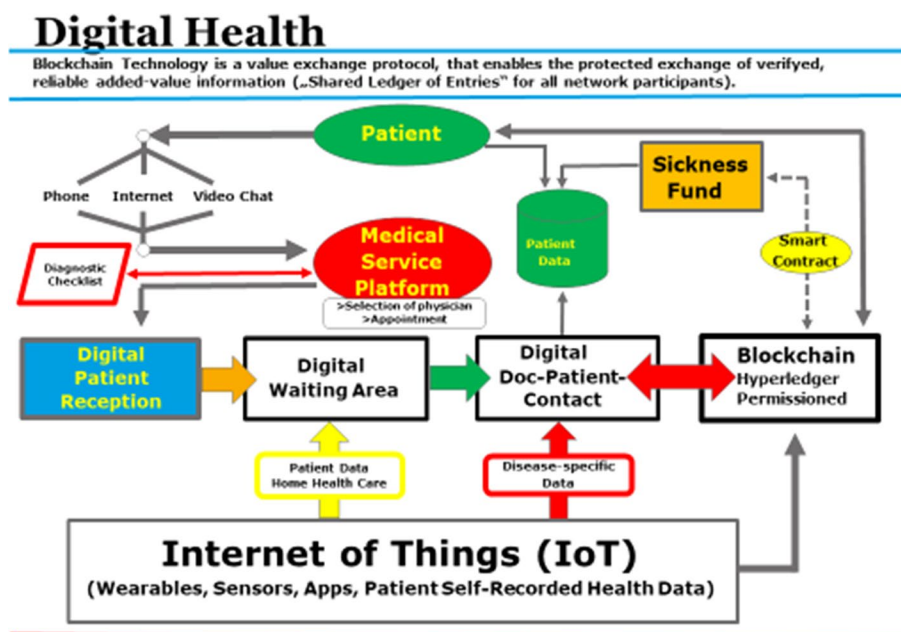 Digital Health
Blockchain Technology is a value exchange protocol, that enables the protected exchange of verifyed,
reliable added-value information („Shared Ledger of Entries“ for all network participants).
Patient
Sickness
Fund
Phone
Internet
Video Chat
Medical
Service
Platform
>Selection of physician
>Appointment
Diagnostic
Checklist
Patient
Data
Smart
Contract
Digital
Patient
Reception
Digital
Waiting Area
Digital
Doc-Patient-
Contact
Blockchain
Hyperledger
Permissioned
Patient Data
Home Health Care
Disease-specific
Data
Internet of Things (IoT)
(Wearables, Sensors, Apps, Patient Self-Recorded Health Data)